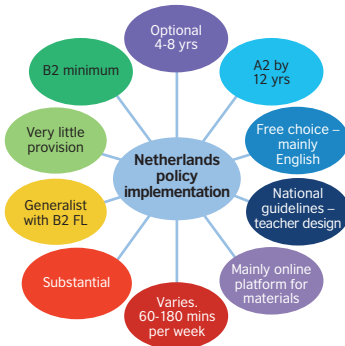 Optional
4-8 yrs
A2 by
12 yrs
Free choice –
mainly
English
National
guidelines –
teacher design
Mainly online
platform for
materials
Varies.
60-180 mins
per week
Substantial
Generalist
with B2 FL
Very little
provision
B2 minimum
Netherlands
policy
implementation